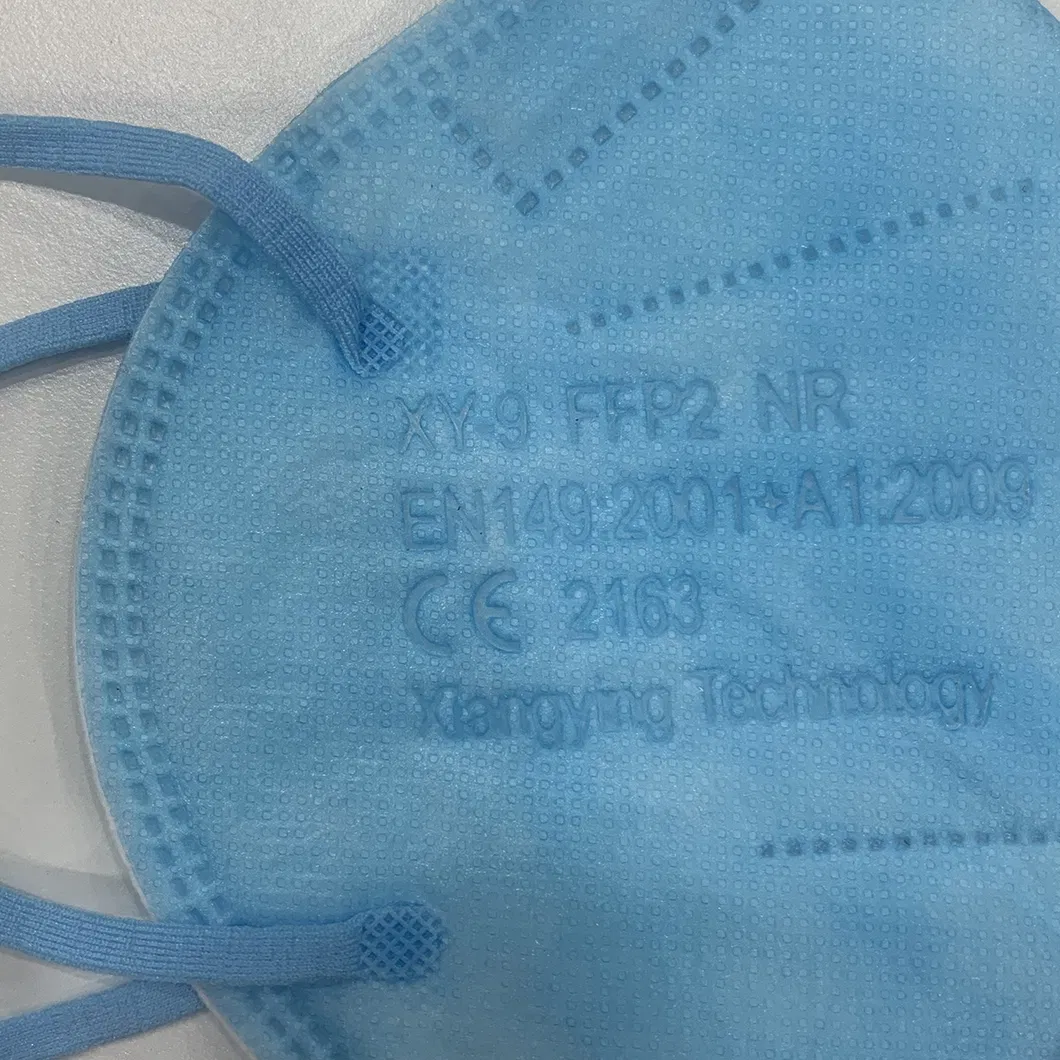 XY-9 FFP2 NR
EN149:2001+A1:2009
CE 2163
Xiangying Technology